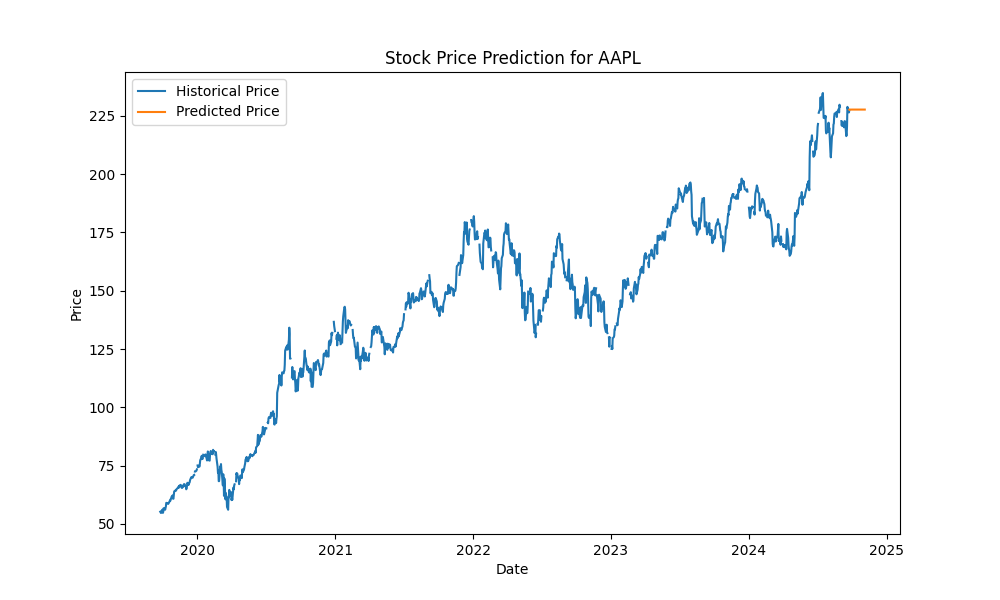 Stock Price Prediction for AAPL
Historical Price
Predicted Price
225
200
175
150
125
100
75
50
Price
2020 2021 2022 2023 2024 2025
Date